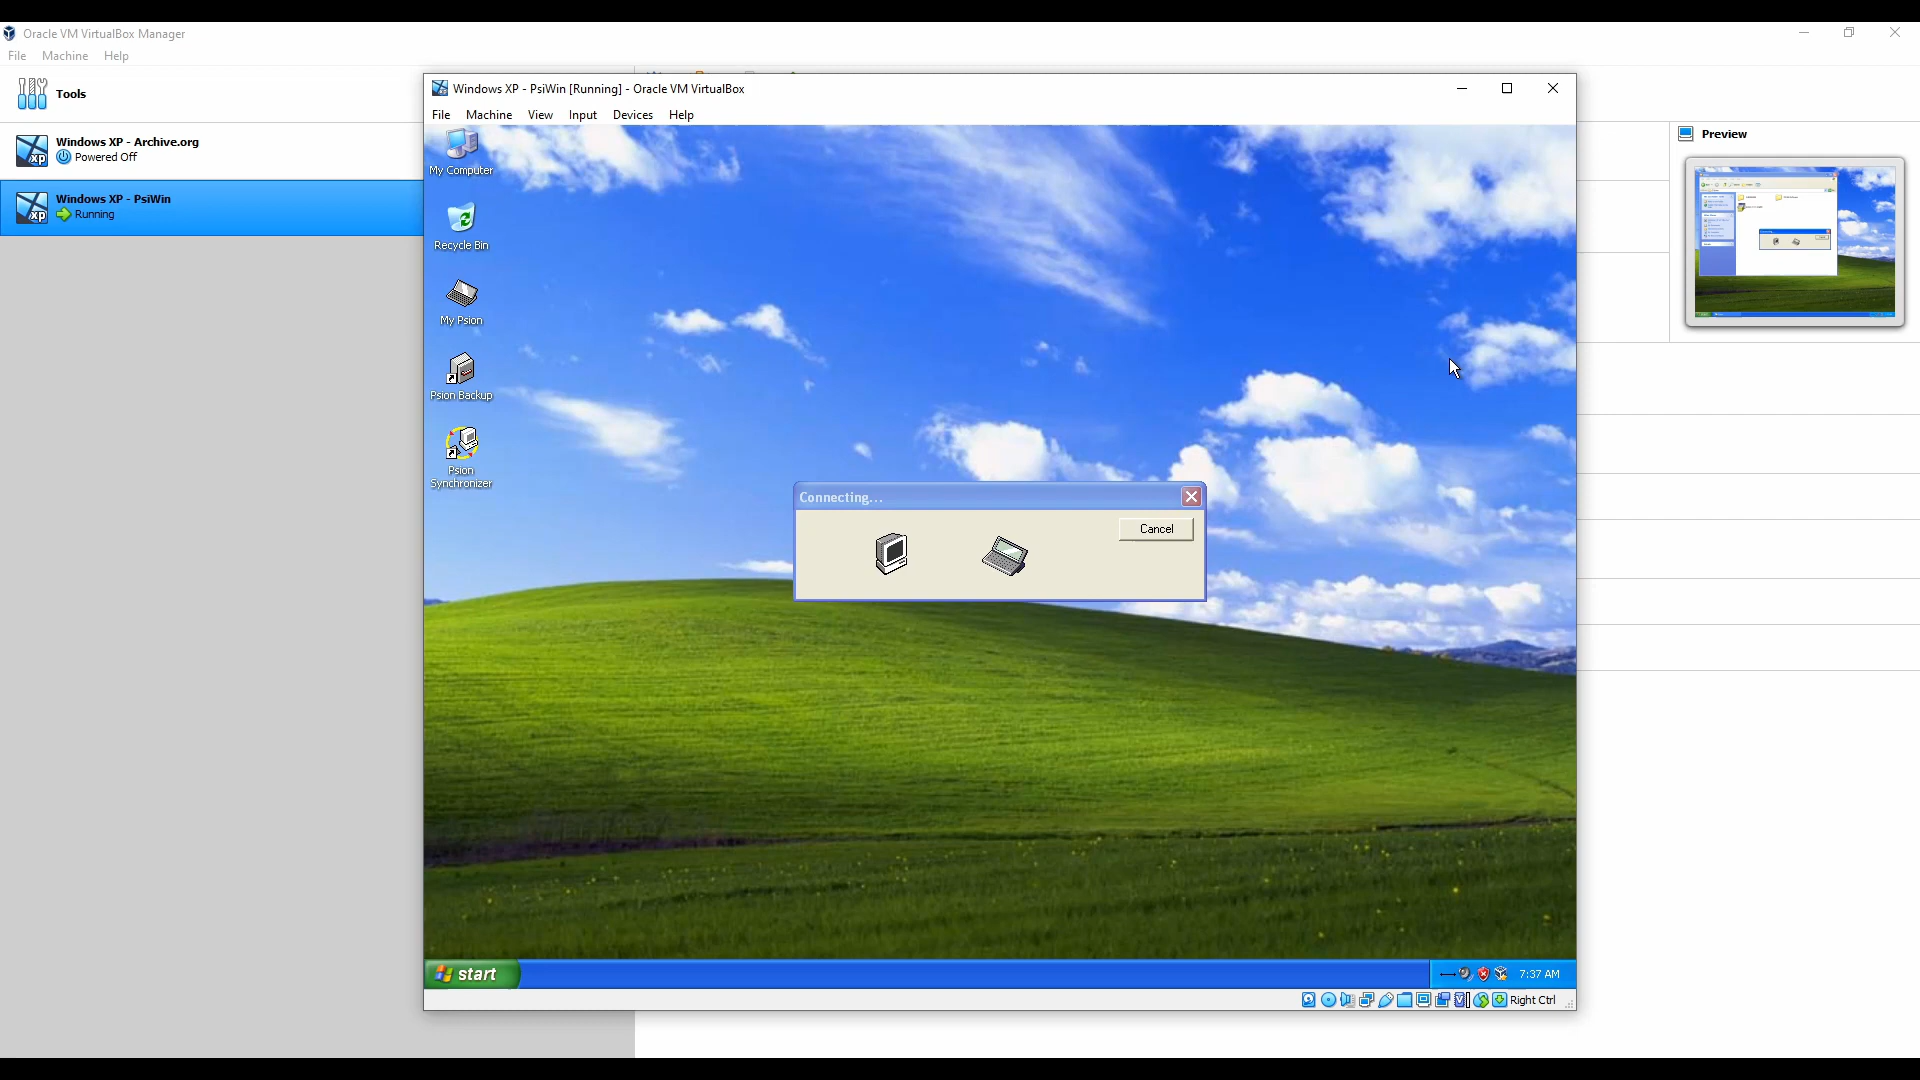 Oracle VM VirtualBox Manager
File Machine Help
Tools
Windows XP - Archive.org
Powered Off
Windows XP - PsiWin
Running
Windows XP - PsiWin [Running] - Oracle VM VirtualBox
File Machine View Input Devices Help
My Computer
Recycle Bin
My Psion
Psion Backup
Psion
Synchronizer
Connecting...
Cancel
start
7:37 AM
Right Ctrl
Preview